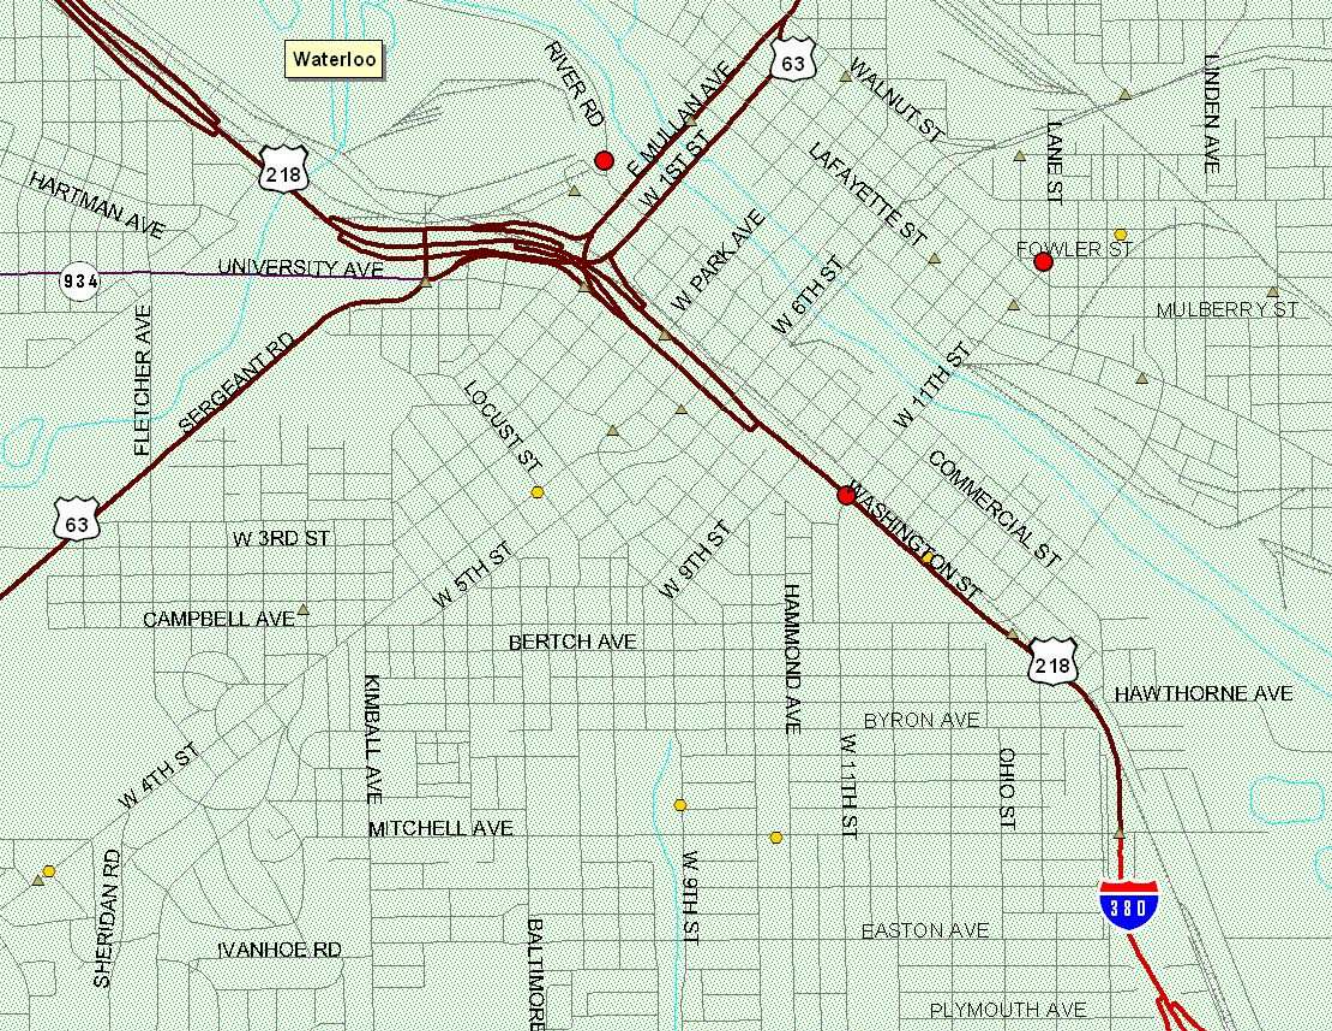 Waterloo
RIVER RD
63
E MULLAN AVE
WALNUT ST
LINDEN AVE
LANE ST
W 1ST ST
218
HARTMAN AVE
LAFAYETTE ST
W PARK AVE
FOWLER ST
934
UNIVERSITY AVE
W 6TH ST
MULBERRY ST
FLETCHER AVE
SERGEANT RD
W 11TH ST
LOCUST ST
COMMERCIAL ST
WASHINGTON ST
63
W 3RD ST
W 5TH ST
W 9TH ST
CAMPBELL AVE
BERTCH AVE
HAMMOND AVE
218
HAWTHORNE AVE
KIMBALL AVE
BYRON AVE
W 4TH ST
W 11TH ST
OHIO ST
MITCHELL AVE
SHERIDAN RD
W 9TH ST
380
IVANHOE RD
BALTIMORE
EASTON AVE
PLYMOUTH AVE